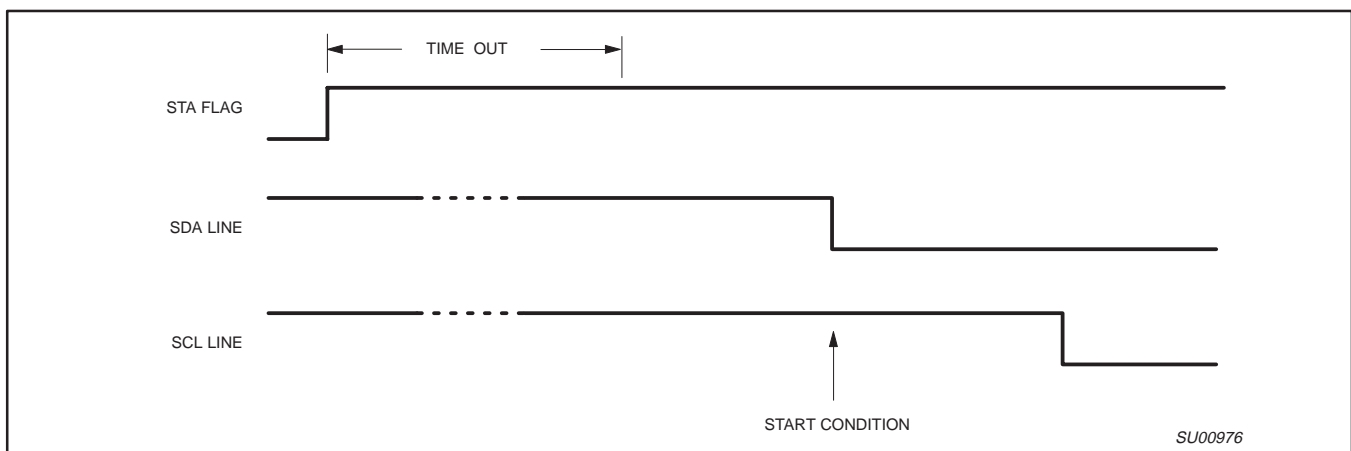 TIME OUT
STA FLAG
SDA LINE
SCL LINE
START CONDITION
SU00976